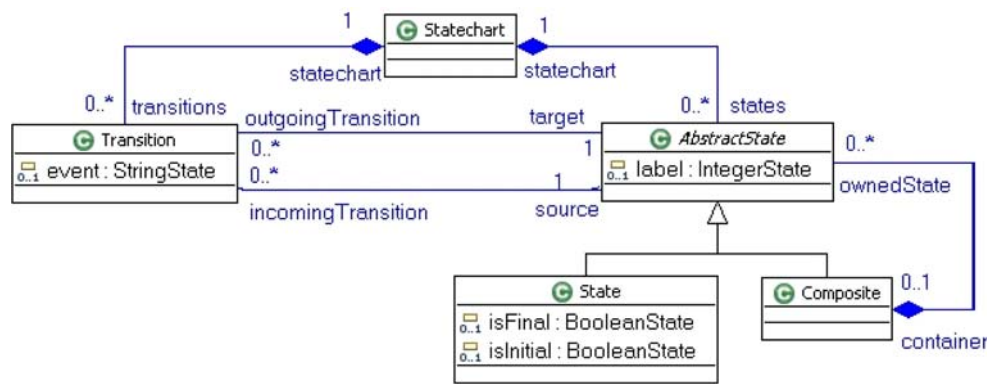 1
C Statechart
1
statechart
statechart
0..* transitions
0..* states
outgoingTransition
target
C Transition
0..1 event : StringState
0..*
0..*
1
1
incomingTransition
source
C AbstractState
0..1 label : IntegerState
0..*
ownedState
C State
0..1 isFinal : BooleanState
0..1 isInitial : BooleanState
C Composite
0..1
container